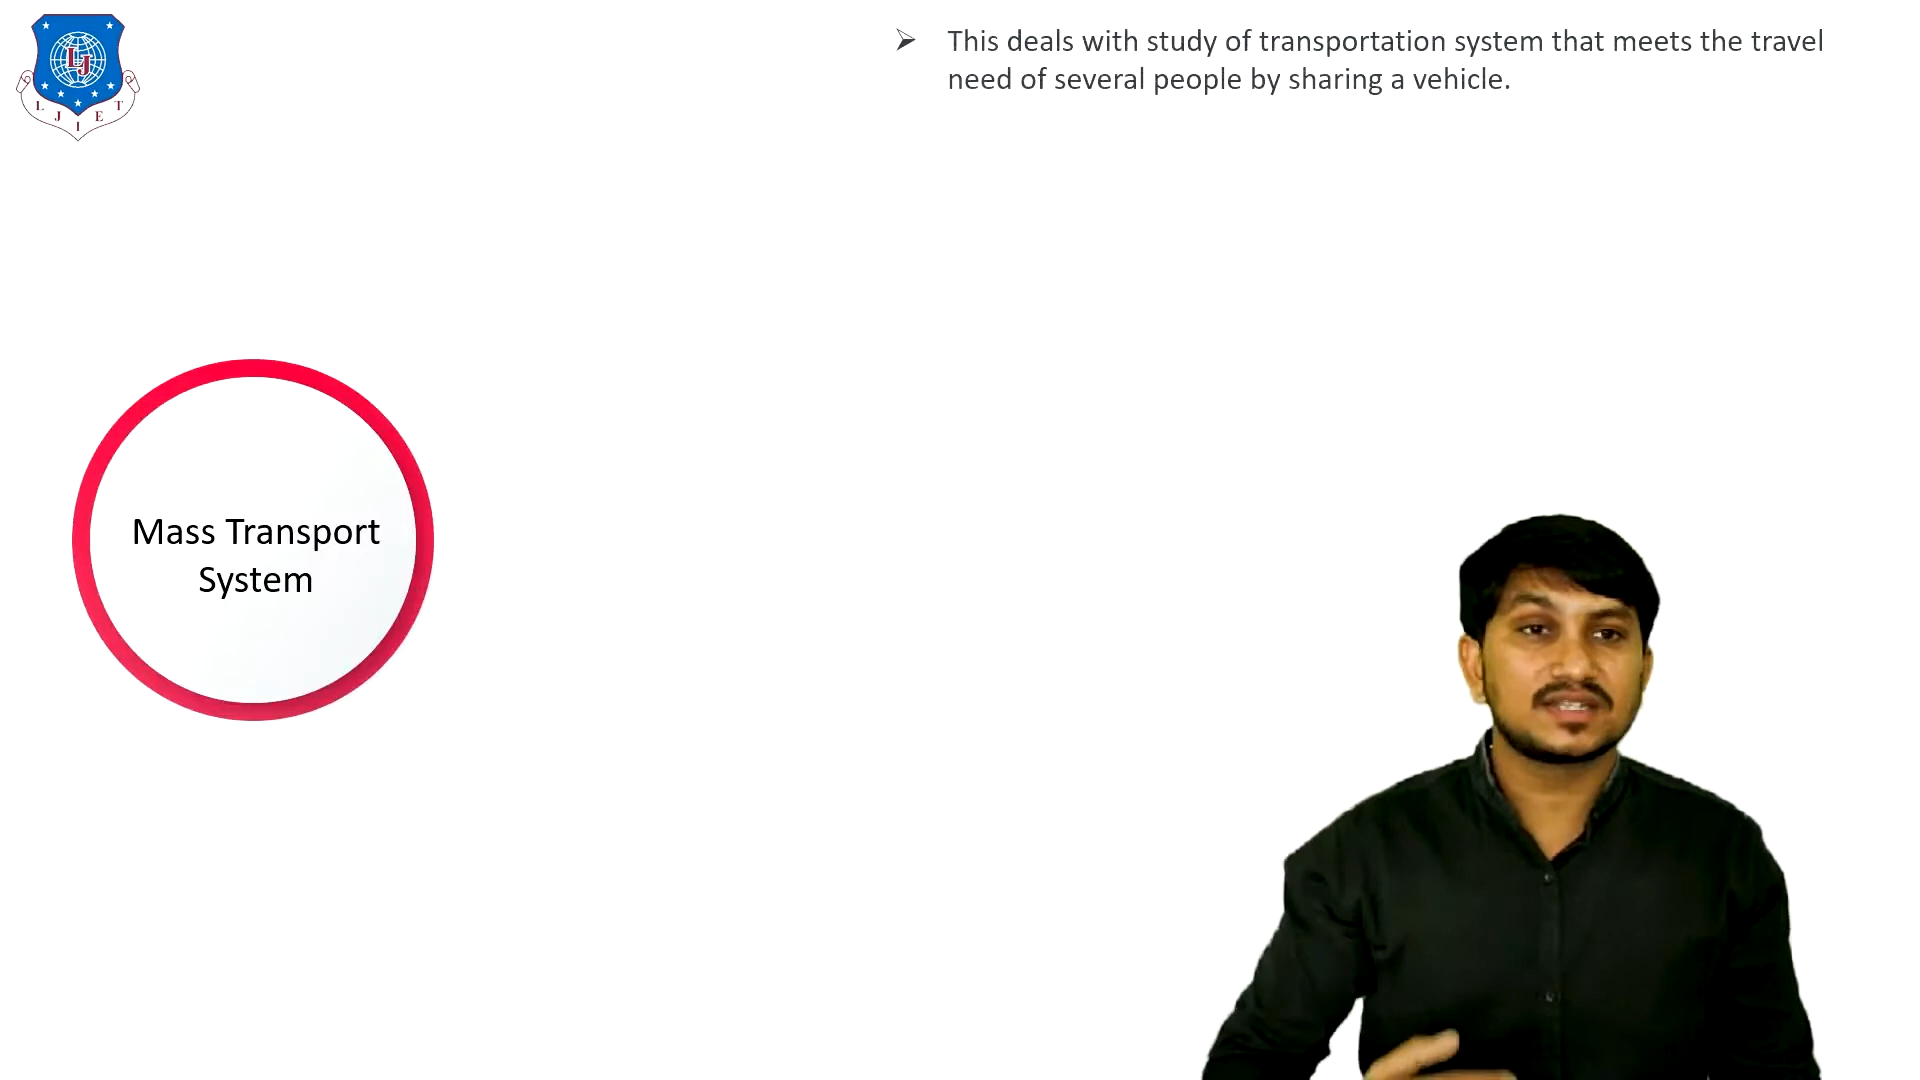 LJ
L J I E T
➢ This deals with study of transportation system that meets the travel
need of several people by sharing a vehicle.
Mass Transport
System